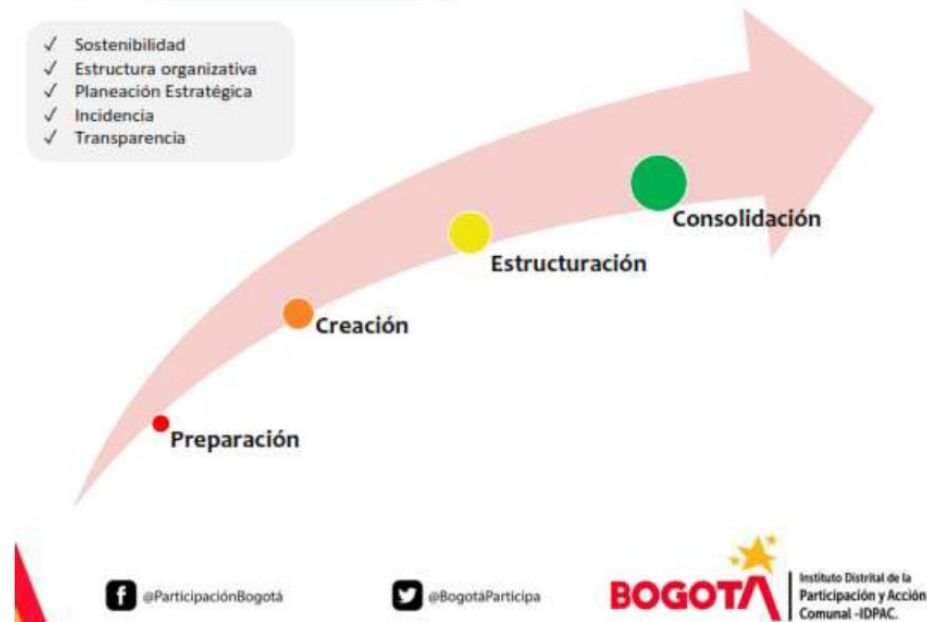 ✓ Sostenibilidad
✓ Estructura organizativa
✓ Planeación Estratégica
✓ Incidencia
✓ Transparencia
Consolidación
Estructuración
Creación
Preparación
@ParticipaciónBogotá
@BogotáParticipa
BOGOTÁ
Instituto Distrital de la
Participación y Acción
Comunal -IDPAC.